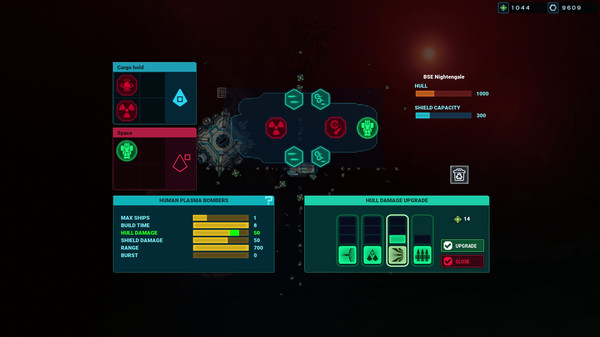 1044
9609
Cargo hold
BSE Nightengale
HULL
1000
SHIELD CAPACITY
300
Space
HUMAN PLASMA BOMBERS
?
MAX SHIPS 1
BUILD TIME 8
HULL DAMAGE 50
SHIELD DAMAGE 50
RANGE 700
BURST 0
HULL DAMAGE UPGRADE
14
UPGRADE
CLOSE